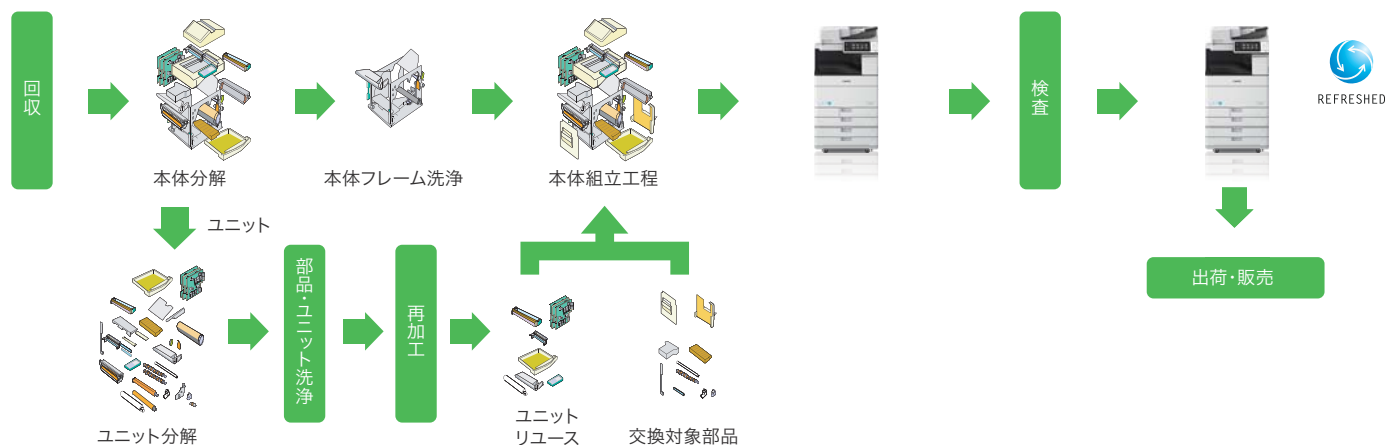 回収
本体分解
本体フレーム洗浄
本体組立工程
検査
REFRESHED
ユニット
出荷・販売
部品・ユニット洗浄
再加工
ユニット分解
ユニット
リユース
交換対象部品